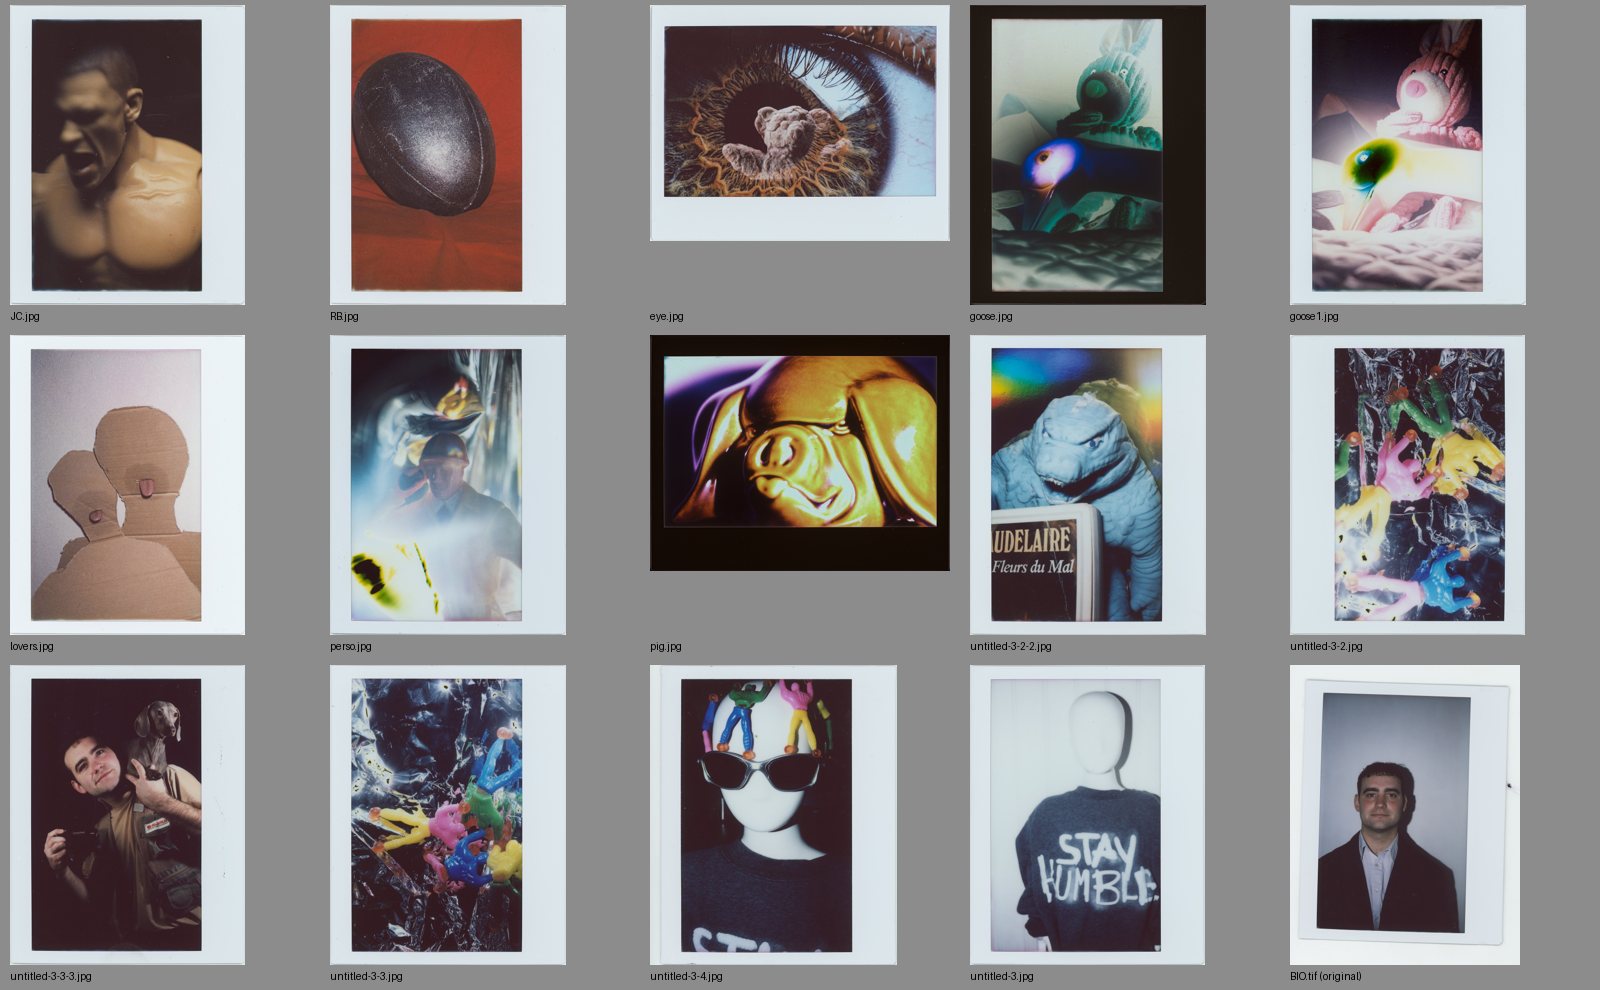 JC.jpg
RB.jpg
eye.jpg
goose.jpg
goose1.jpg
AUDELAIRE
Fleurs du Mal
lovers.jpg
perso.jpg
pig.jpg
untitled-3-2-2.jpg
untitled-3-2.jpg
STAY
HUMBLE
untitled-3-3-3.jpg
untitled-3-3.jpg
untitled-3-4.jpg
untitled-3.jpg
BIO.tif (original)